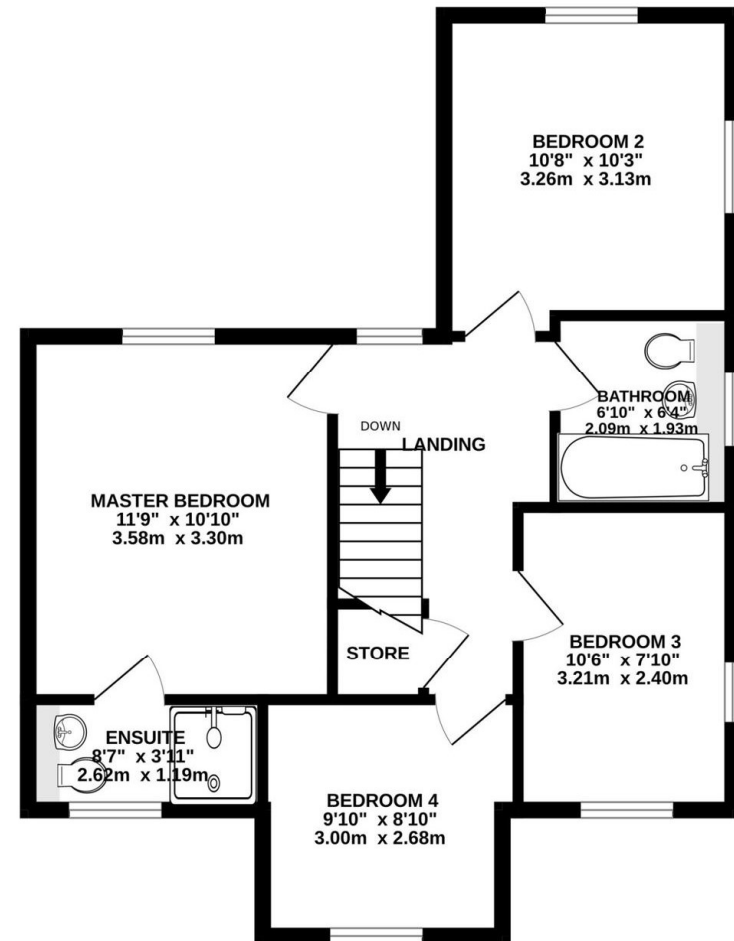 BEDROOM 2
10'8" x 10'3"
3.26m x 3.13m
BATHROOM
6'10" x 6'4"
2.09m x 1.93m
DOWN
LANDING
MASTER BEDROOM
11'9" x 10'10"
3.58m x 3.30m
STORE
BEDROOM 3
10'6" x 7'10"
3.21m x 2.40m
ENSUITE
8'7" x 3'11"
2.62m x 1.19m
BEDROOM 4
9'10" x 8'10"
3.00m x 2.68m